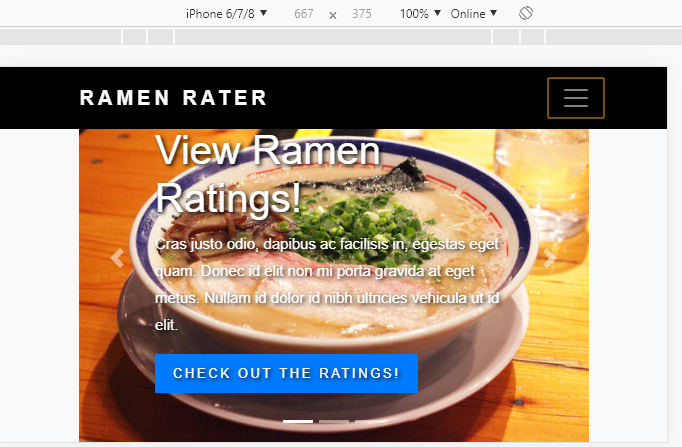 iPhone 6/7/8 ▼ 667 × 375 100% ▼ Online ▼
RAMEN RATER
View Ramen
Ratings!
Cras justo odio, dapibus ac facilisis in, egestas eget
quam. Donec id elit non mi porta gravida at eget
metus. Nullam id dolor id nibh ultricies vehicula ut id
elit.
CHECK OUT THE RATINGS!